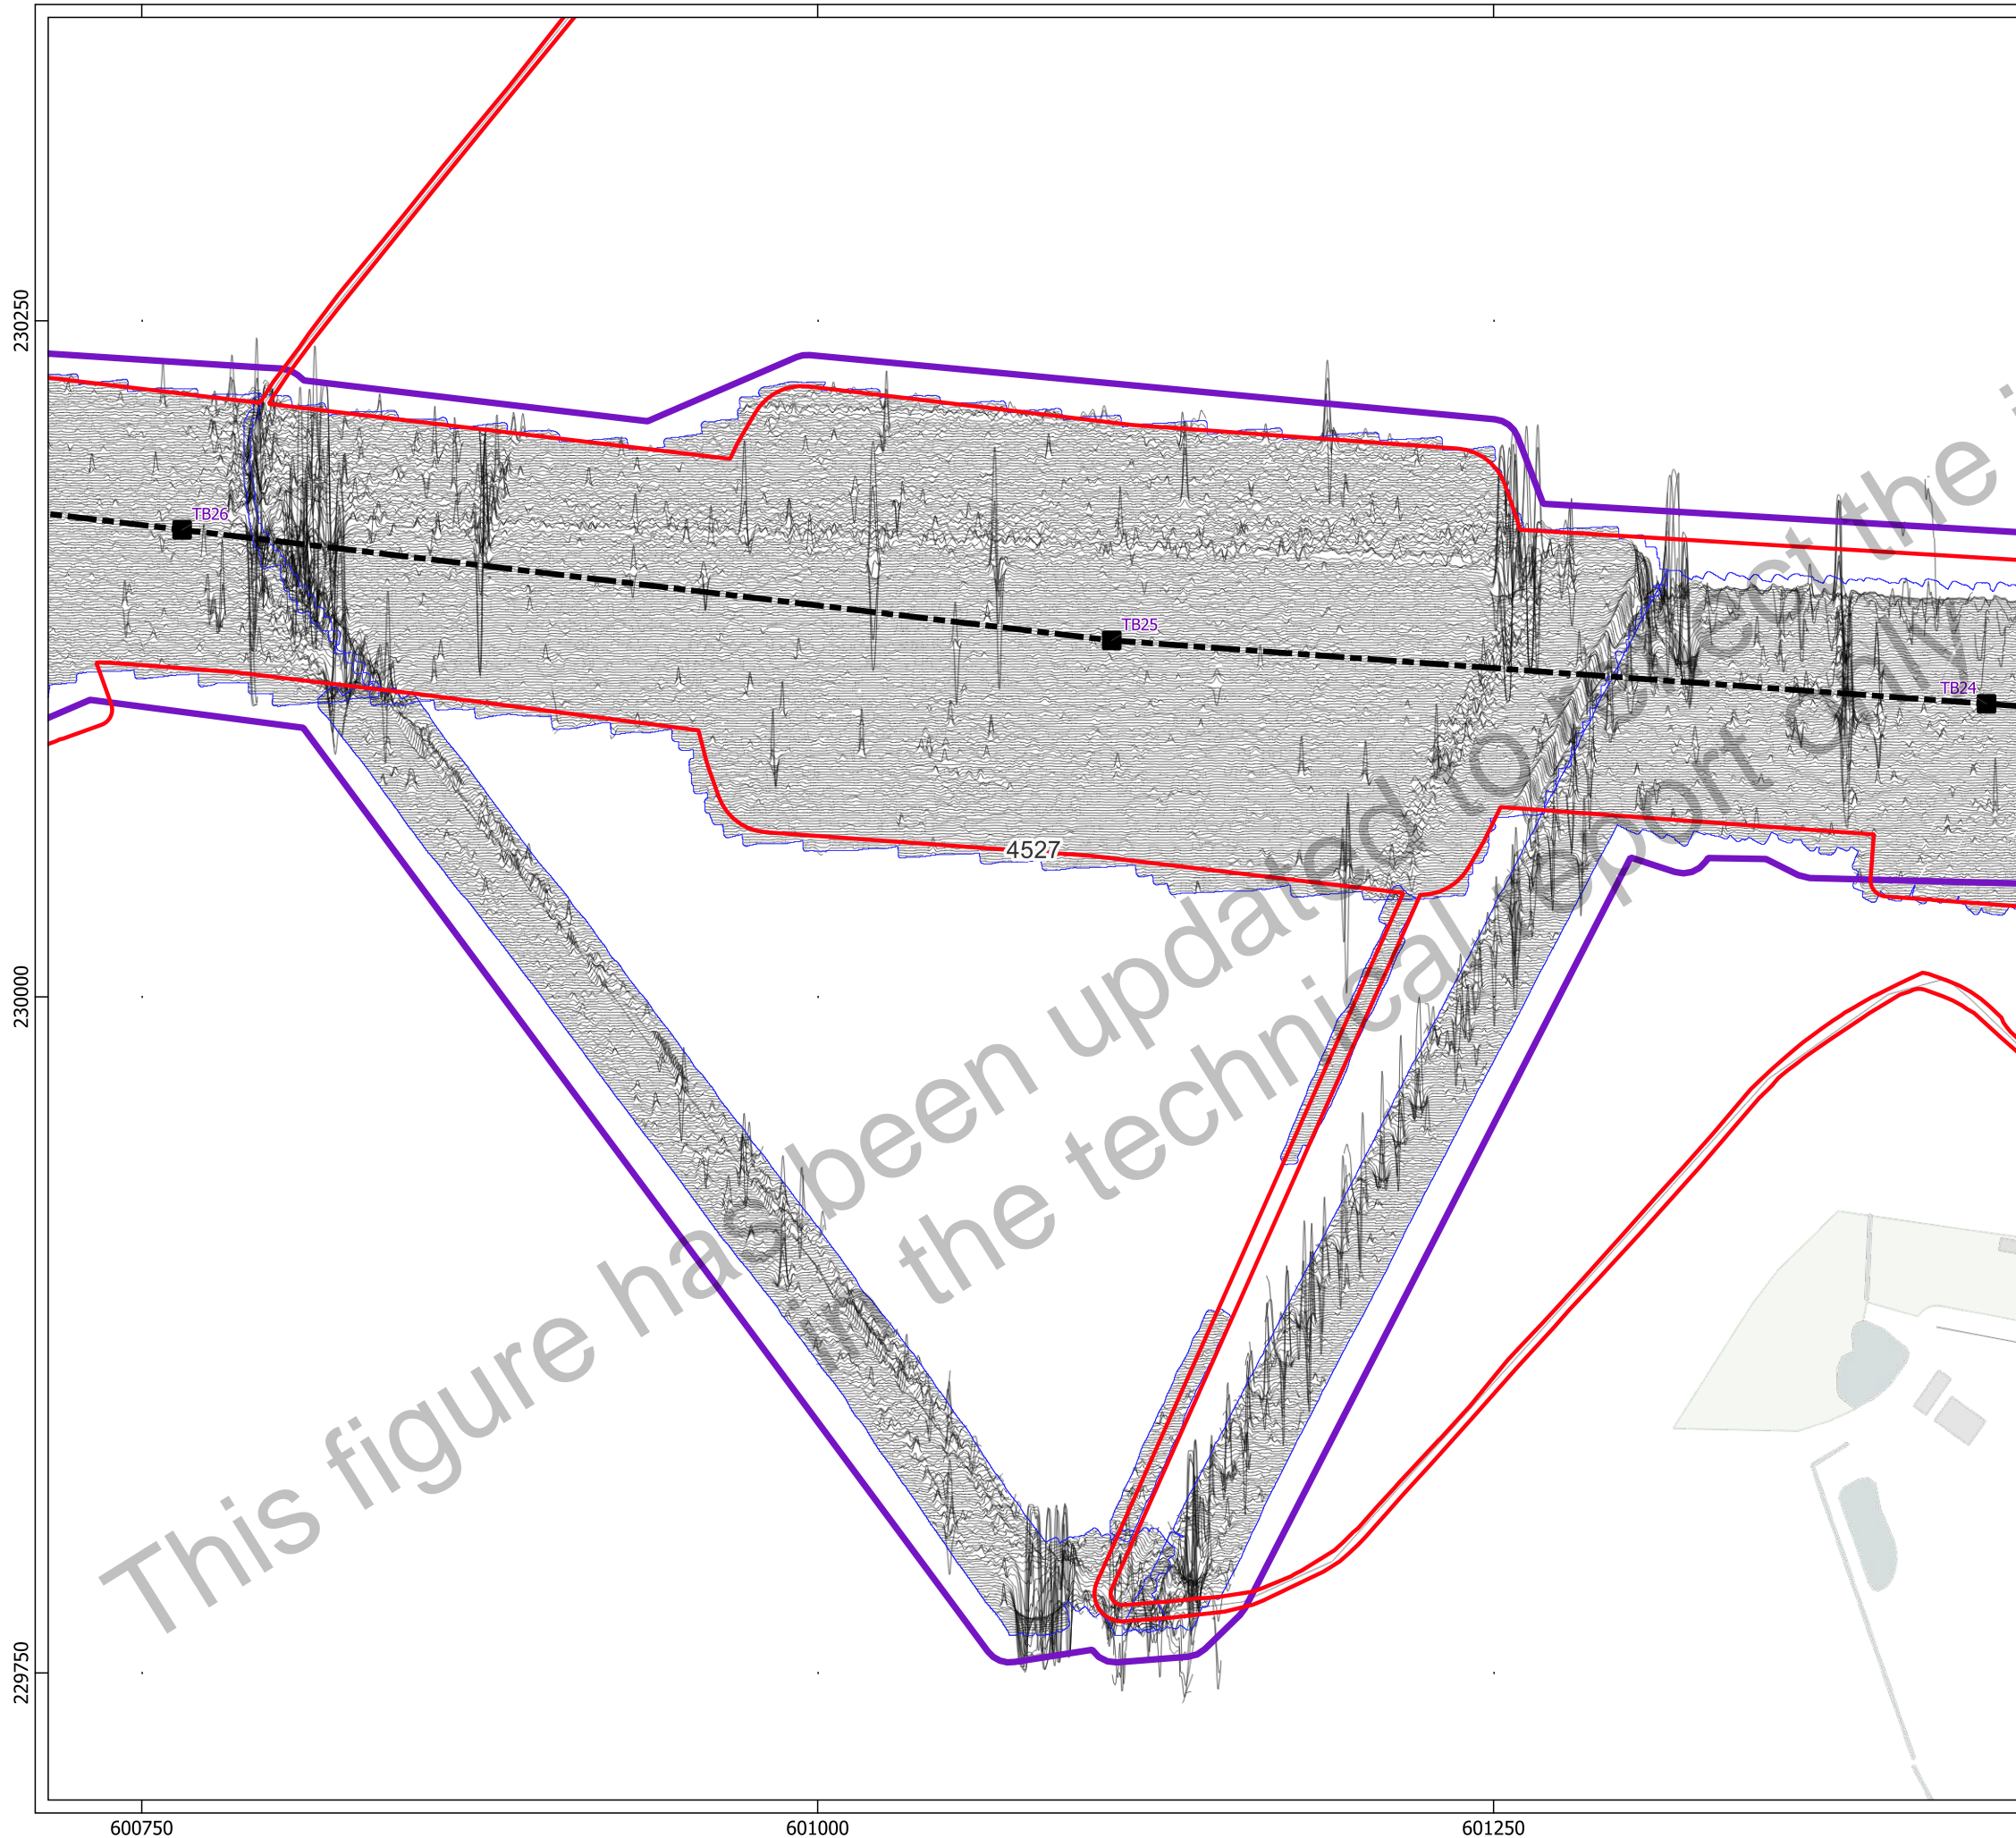 230250
230000
229750
600750
601000
601250
TB26
TB25
TB24
4527
This figure has been updated to reflect the
in the technical report only